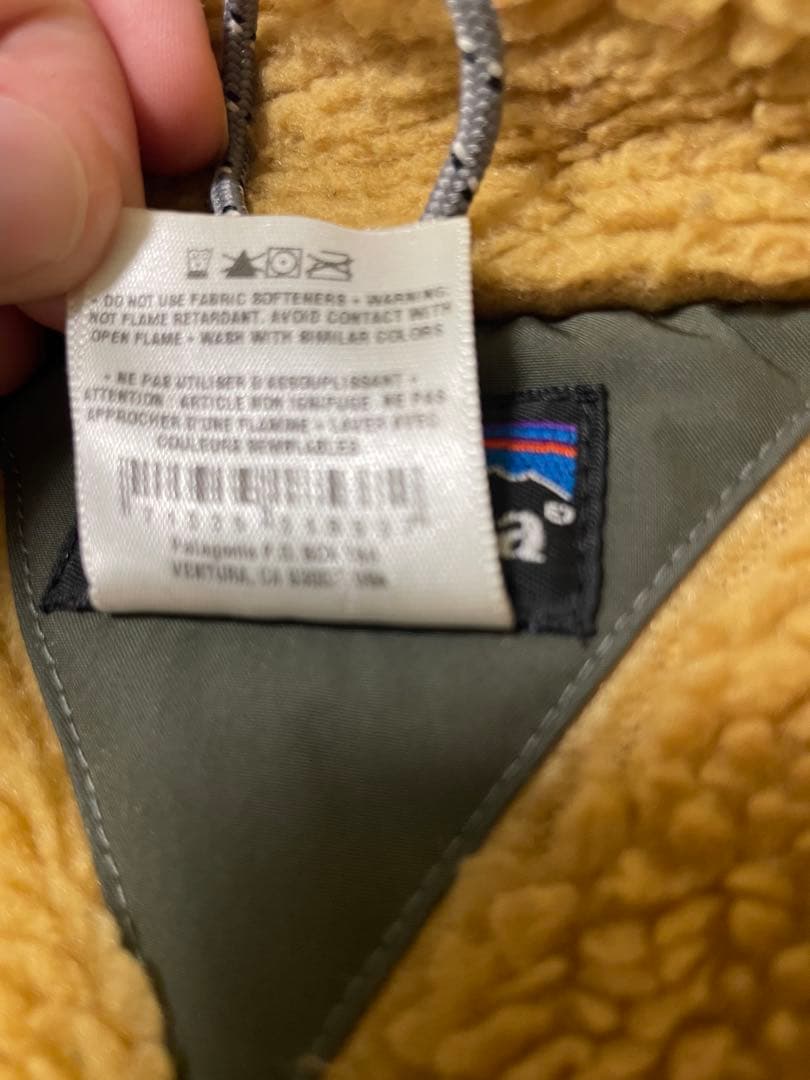 • DO NOT USE FABRIC SOFTENERS • WARNING:
NOT FLAME RETARDANT. AVOID CONTACT WITH
OPEN FLAME • WASH WITH SIMILAR COLORS
• NE PAS UTILISER D'ASSOUPLISSANT •
ATTENTION : ARTICLE NON IGNIFUGE. NE PAS
APPROCHER D'UNE FLAMME • LAVER AVEC
COULEURS SEMBLABLES
Patagonia P.O. BOX
VENTURA, CA USA
a®